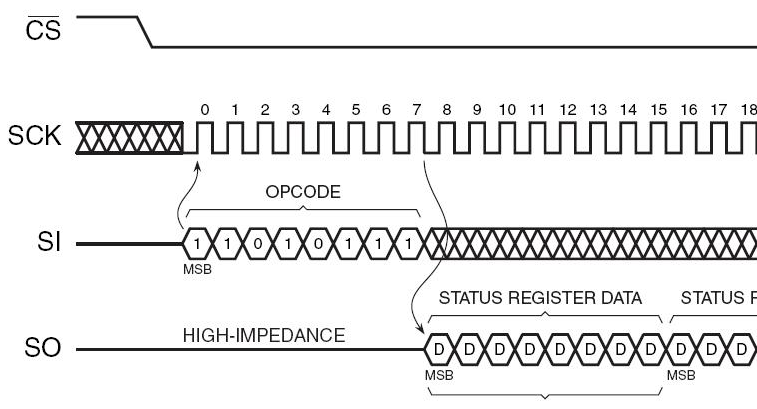 CS
0 1 2 3 4 5 6 7 8 9 10 11 12 13 14 15 16 17 18
SCK
OPCODE
SI 1 1 0 1 0 1 1 1
MSB
STATUS REGISTER DATA STATUS R
HIGH-IMPEDANCE
SO D D D D D D D D D D D
MSB MSB